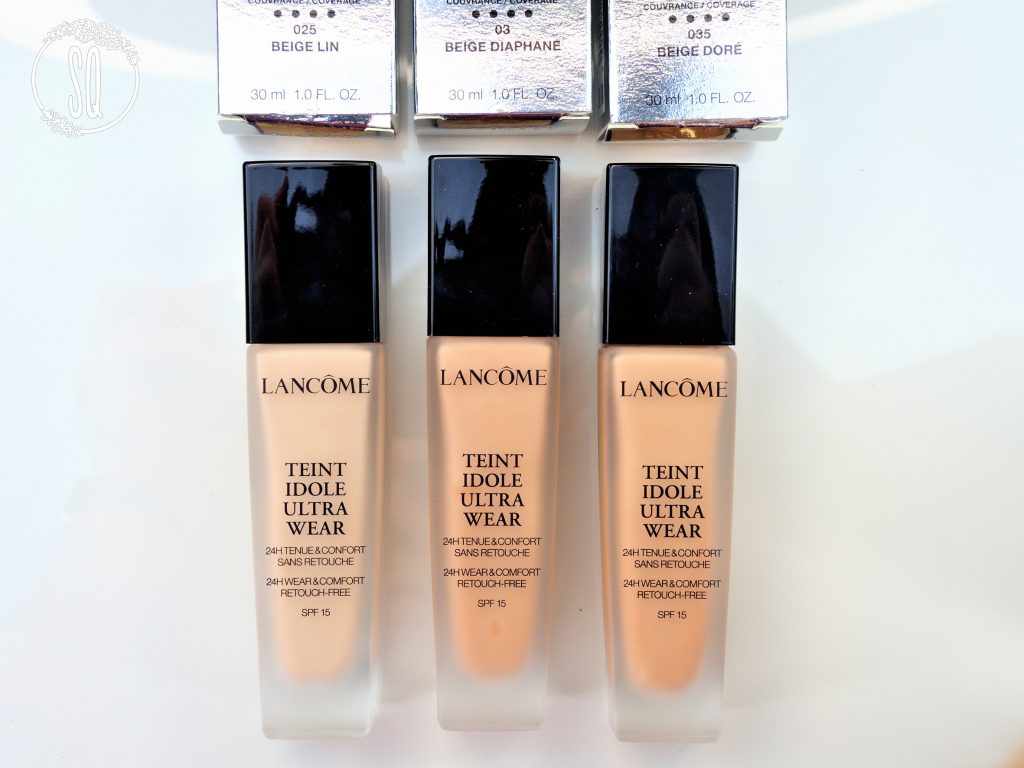 SQ
COUVRANCE / COVERAGE
025
BEIGE LIN
30 ml 1.0 FL. OZ.
COUVRANCE / COVERAGE
03
BEIGE DIAPHANE
30 ml 1.0 FL. OZ.
COUVRANCE / COVERAGE
035
BEIGE DORÉ
30 ml 1.0 FL. OZ.
LANCÔME
TEINT
IDOLE
ULTRA
WEAR
24H TENUE & CONFORT
SANS RETOUCHE
24H WEAR & COMFORT
RETOUCH-FREE
SPF 15
LANCÔME
TEINT
IDOLE
ULTRA
WEAR
24H TENUE & CONFORT
SANS RETOUCHE
24H WEAR & COMFORT
RETOUCH-FREE
SPF 15
LANCÔME
TEINT
IDOLE
ULTRA
WEAR
24H TENUE & CONFORT
SANS RETOUCHE
24H WEAR & COMFORT
RETOUCH-FREE
SPF 15